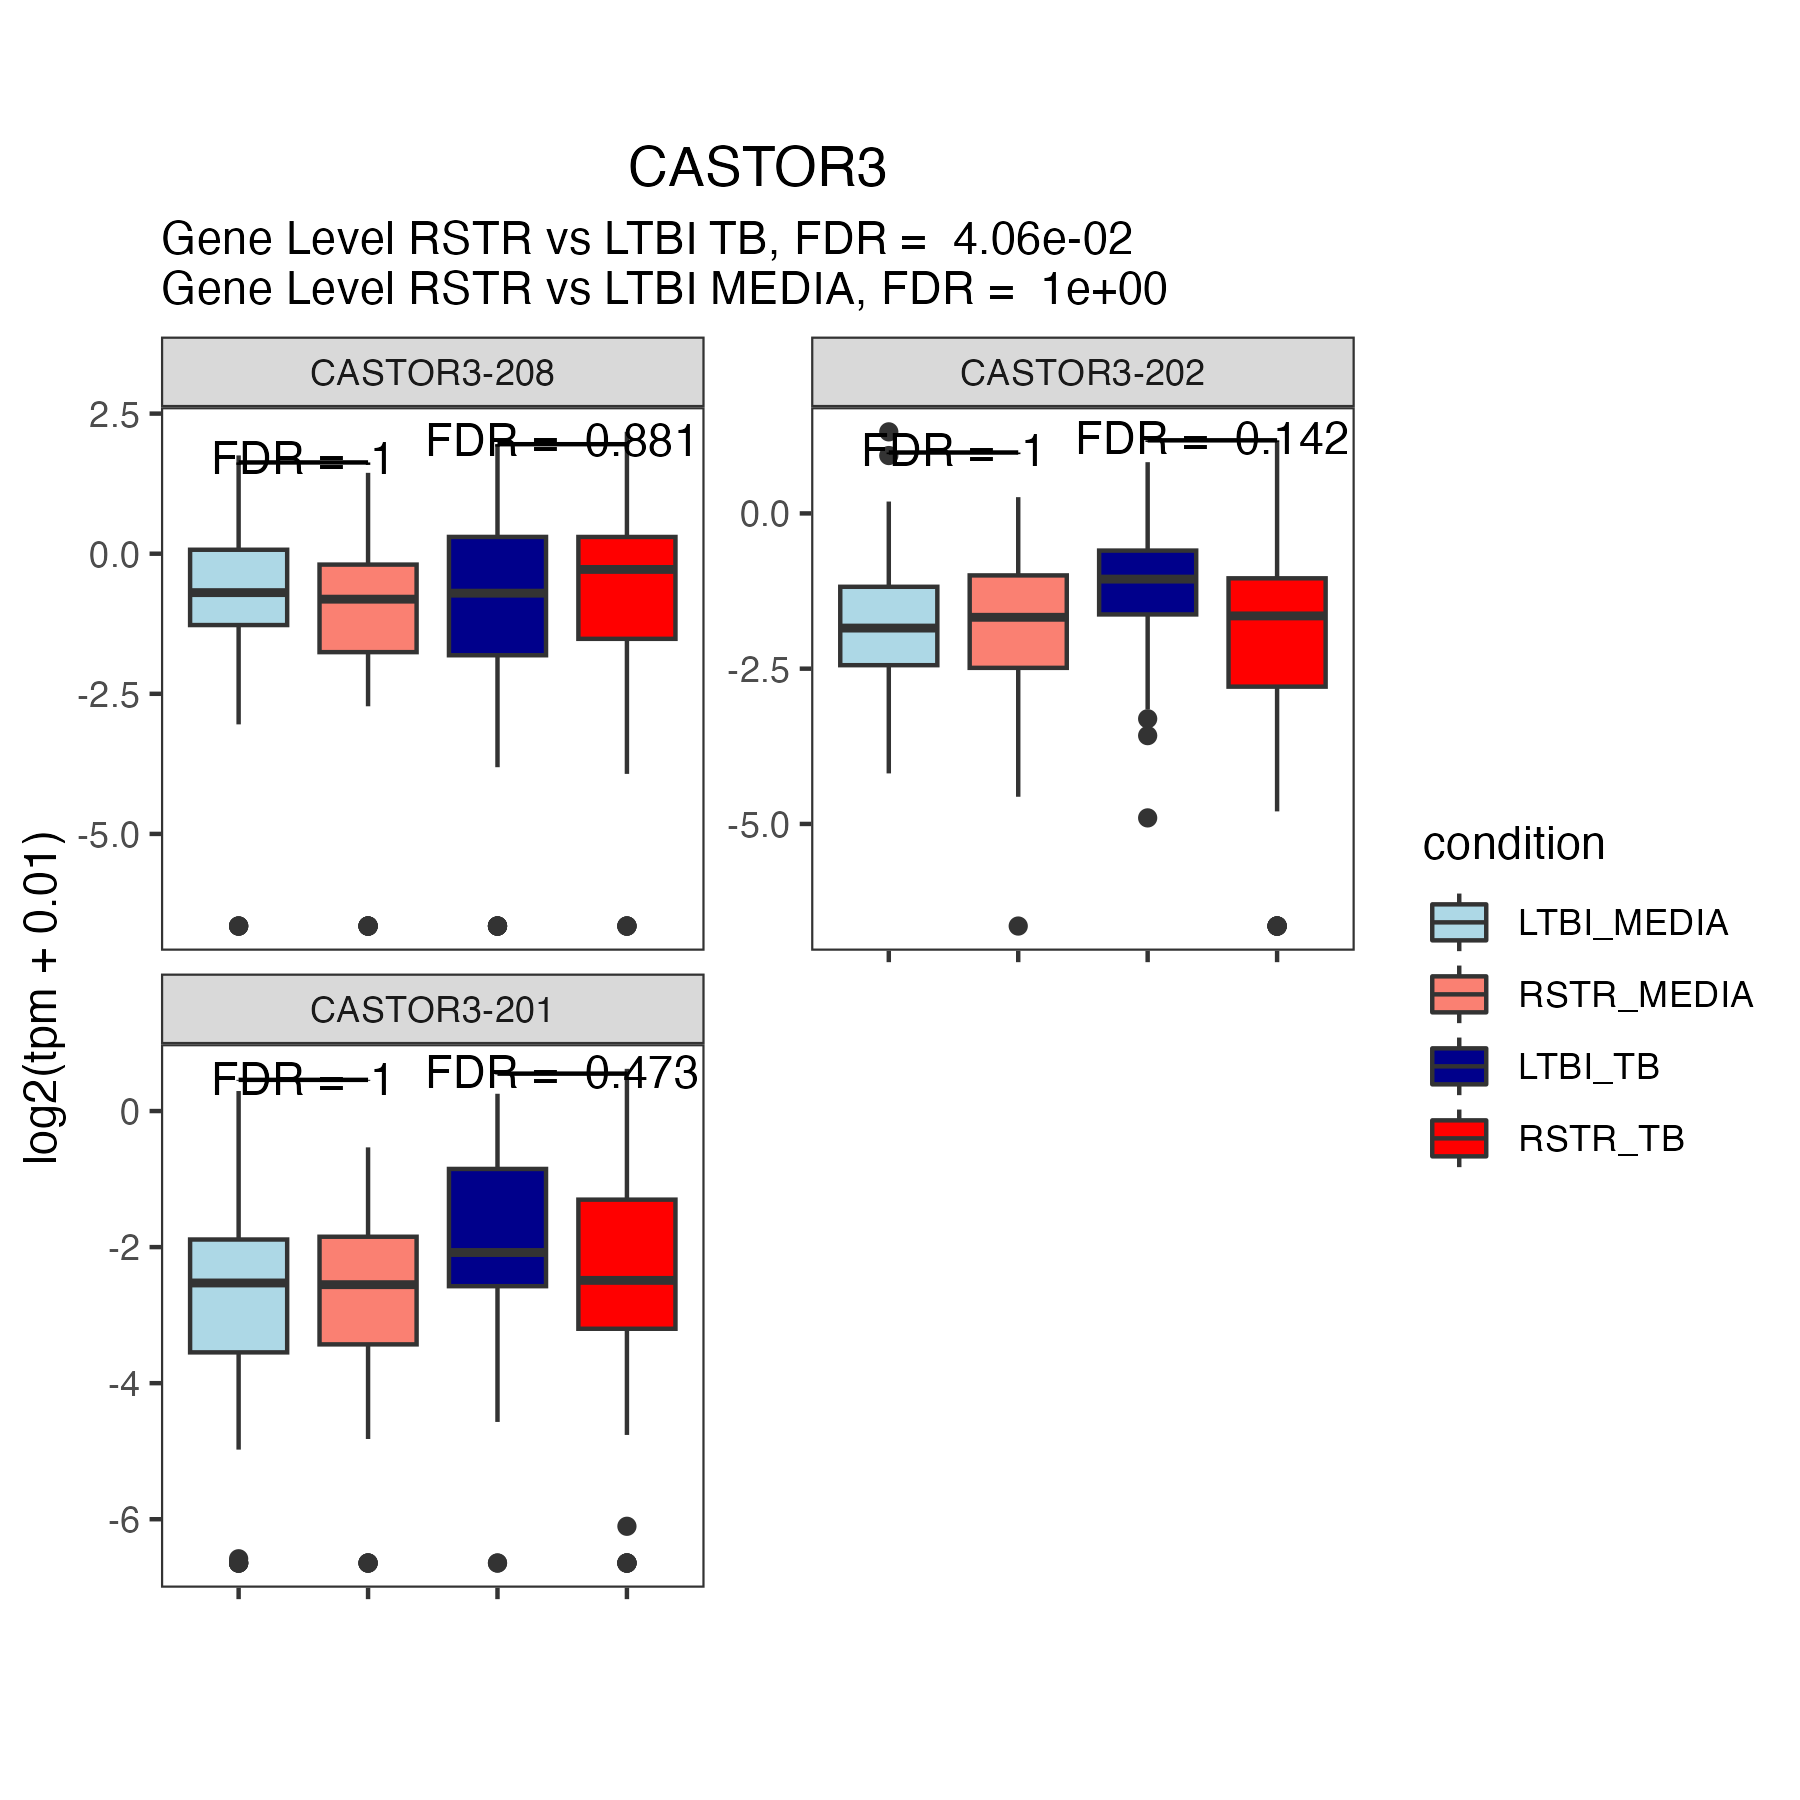 CASTOR3
Gene Level RSTR vs LTBI TB, FDR =  4.06e-02
Gene Level RSTR vs LTBI MEDIA, FDR =  1e+00
CASTOR3-208
FDR =  1
FDR =  0.881
2.5
0.0
-2.5
-5.0
CASTOR3-202
FDR =  1
FDR =  0.142
0.0
-2.5
-5.0
CASTOR3-201
FDR =  1
FDR =  0.473
0
-2
-4
-6
log2(tpm + 0.01)
condition
LTBI_MEDIA
RSTR_MEDIA
LTBI_TB
RSTR_TB